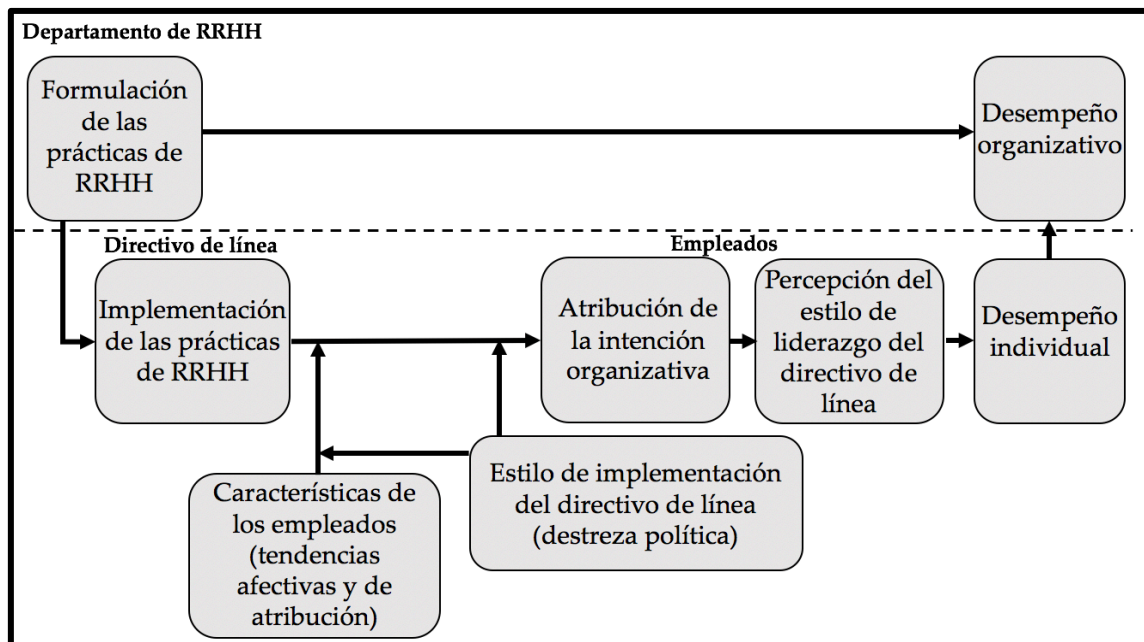 Departamento de RRHH
Formulación
de las
prácticas de
RRHH
Desempeño
organizativo
Directivo de línea
Empleados
Implementación
de las prácticas
de RRHH
Atribución de
la intención
organizativa
Percepción del
estilo de
liderazgo del
directivo de
línea
Desempeño
individual
Características de
los empleados
(tendencias
afectivas y de
atribución)
Estilo de implementación
del directivo de línea
(destreza política)